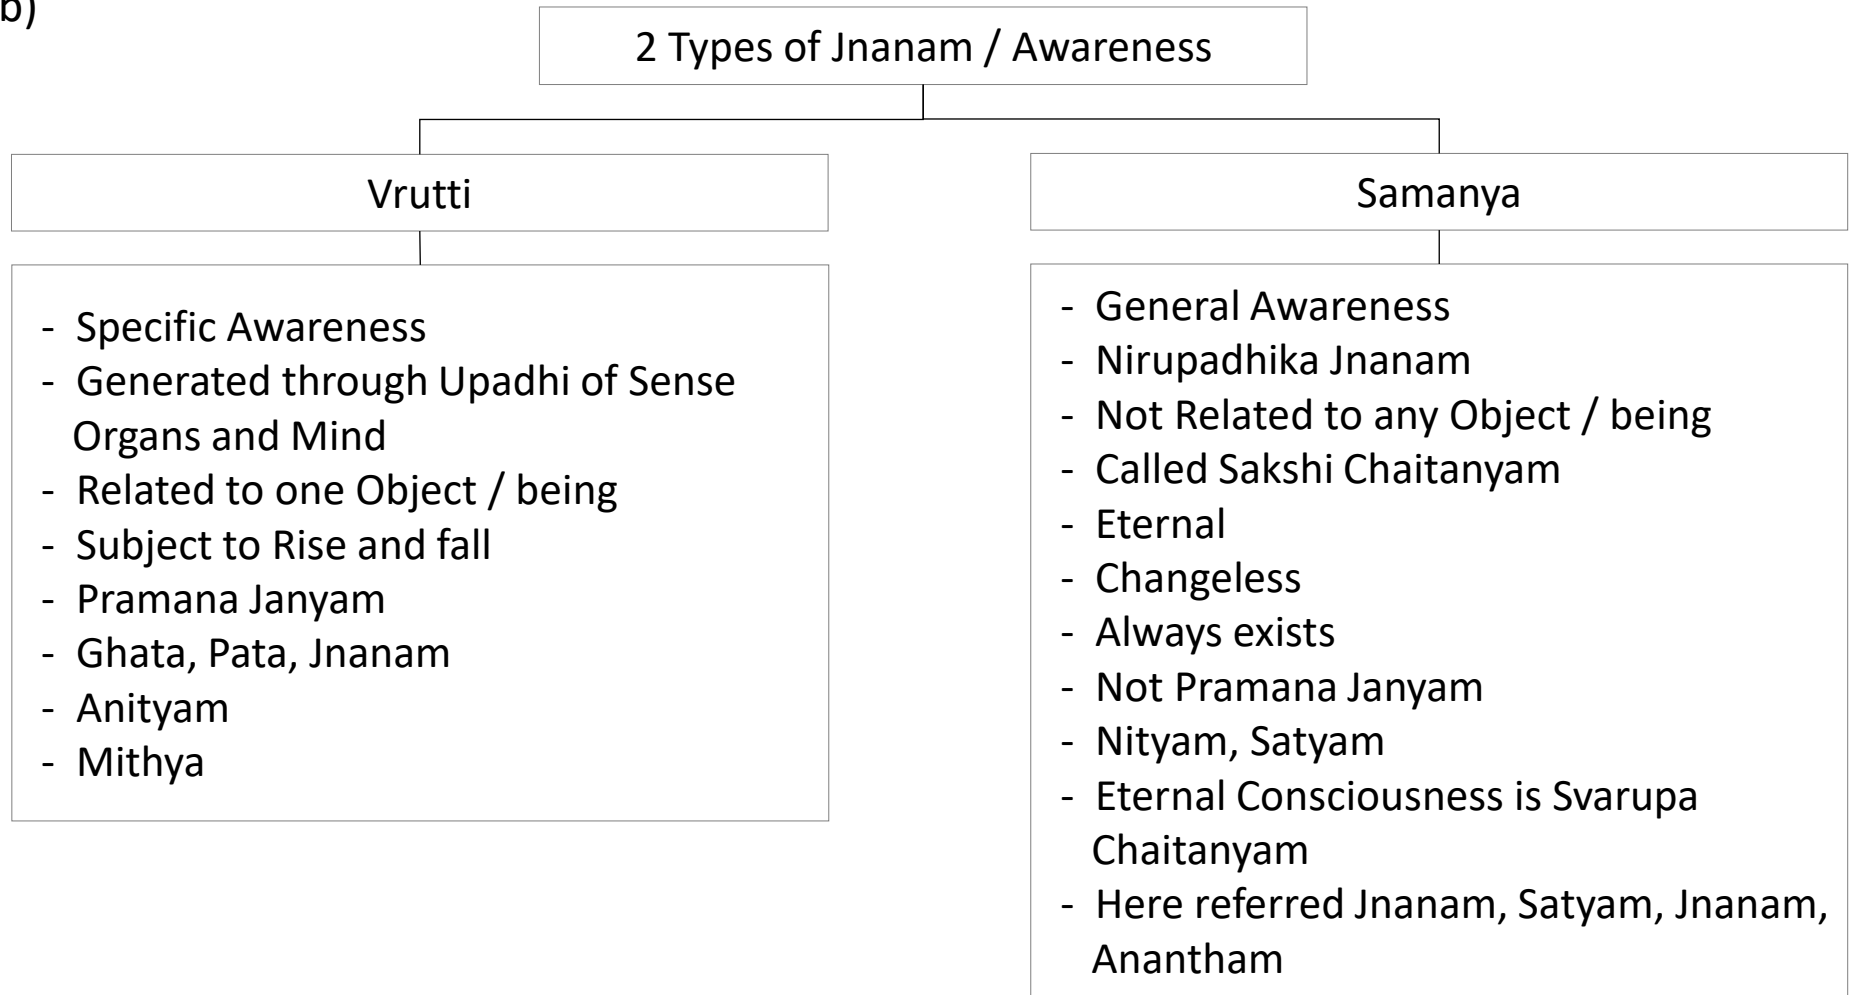 b)
2 Types of Jnanam / Awareness
Vrutti
- Specific Awareness
- Generated through Upadhi of Sense
Organs and Mind
- Related to one Object / being
- Subject to Rise and fall
- Pramana Janyam
- Ghata, Pata, Jnanam
- Anityam
- Mithya
Samanya
- General Awareness
- Nirupadhika Jnanam
- Not Related to any Object / being
- Called Sakshi Chaitanyam
- Eternal
- Changeless
- Always exists
- Not Pramana Janyam
- Nityam, Satyam
- Eternal Consciousness is Svarupa
Chaitanyam
- Here referred Jnanam, Satyam, Jnanam,
Anantham